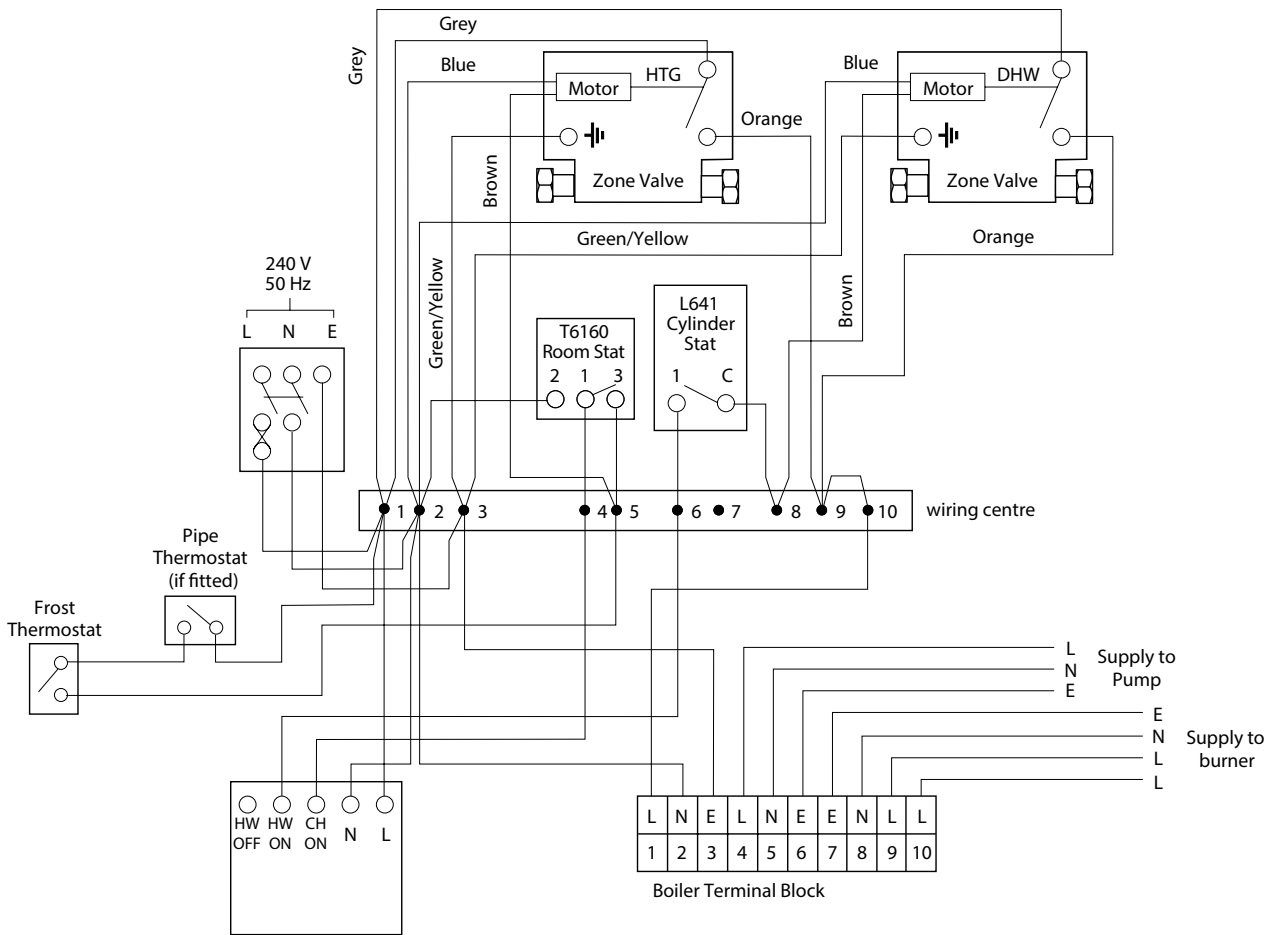 Grey
Grey
Blue
Motor
HTG
Orange
Brown
Zone Valve
Blue
Motor
DHW
Zone Valve
Green/Yellow
Orange
Green/Yellow
Brown
240 V
50 Hz
L N E
T6160
Room Stat
2 1 3
L641
Cylinder
Stat
1 C
1 2 3 4 5 6 7 8 9 10
wiring centre
Pipe
Thermostat
(if fitted)
Frost
Thermostat
L
N
E
Supply to
Pump
E
N
L
L
Supply to
burner
HW OFF
HW ON
CH ON
N
L
L N E L N E E N L L
1 2 3 4 5 6 7 8 9 10
Boiler Terminal Block